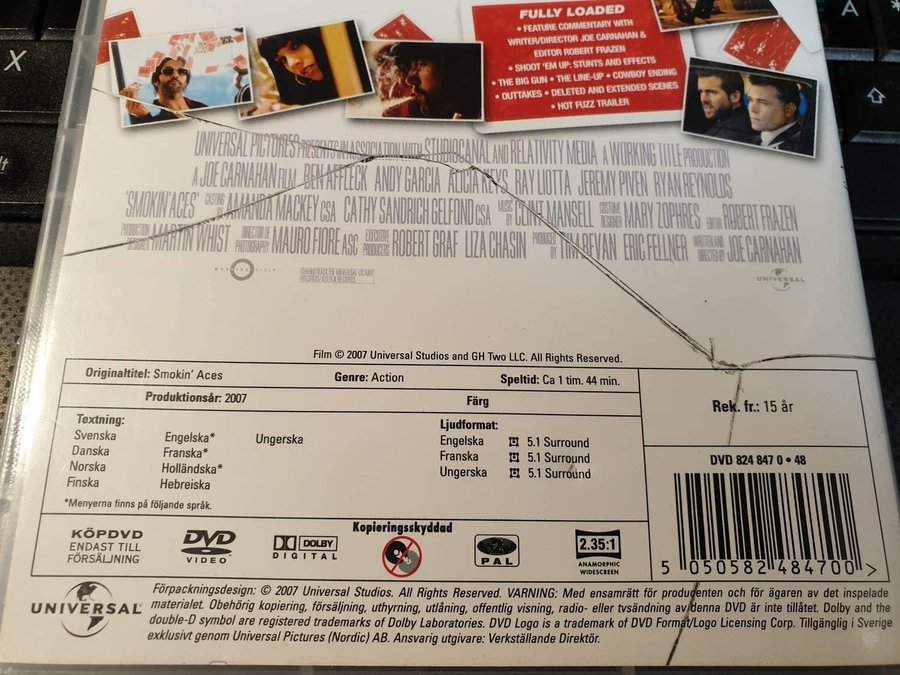 FULLY LOADED
• FEATURE COMMENTARY WITH
WRITER/DIRECTOR JOE CARNAHAN &
EDITOR ROBERT FRAZEN
• SHOOT 'EM UP: STUNTS AND EFFECTS
• THE BIG GUN • THE LINE-UP • COWBOY ENDING
• OUTTAKES • DELETED AND EXTENDED SCENES
• HOT FUZZ TRAILER
UNIVERSAL PICTURES PRESENTS IN ASSOCIATION WITH STUDIOCANAL AND RELATIVITY MEDIA A WORKING TITLE PRODUCTION
A JOE CARNAHAN FILM BEN AFFLECK ANDY GARCIA ALICIA KEYS RAY LIOTTA JEREMY PIVEN RYAN REYNOLDS
'SMOKIN' ACES' CASTING BY AMANDA MACKEY CSA CATHY SANDRICH GELFOND CSA MUSIC BY CLINT MANSELL COSTUME DESIGNER MARY ZOPHRES EDITOR ROBERT FRAZEN
PRODUCTION DESIGNER MARTIN WHIST DIRECTOR OF PHOTOGRAPHY MAURO FIORE ASC EXECUTIVE PRODUCERS ROBERT GRAF LIZA CHASIN PRODUCED BY TIM BEVAN ERIC FELLNER WRITTEN AND DIRECTED BY JOE CARNAHAN
WORKING TITLE
UNIVERSAL
Film © 2007 Universal Studios and GH Two LLC. All Rights Reserved.
Originaltitel: Smokin' Aces Genre: Action Speltid: Ca 1 tim. 44 min.
Produktionsår: 2007 Färg
Rek. fr.: 15 år
Textning:
Svenska Engelska* Ungerska
Danska Franska*
Norska Holländska*
Finska Hebreiska
*Menyerna finns på följande språk.
Ljudformat:
Engelska 5.1 Surround
Franska 5.1 Surround
Ungerska 5.1 Surround
DVD 824 847 0 • 48
5 050582 484700 >
KÖPDVD
ENDAST TILL
FÖRSÄLJNING
DVD
VIDEO
DOLBY
DIGITAL
Kopieringsskyddad
2
PAL
2.35:1
ANAMORPHIC
WIDESCREEN
UNIVERSAL
Förpackningsdesign: © 2007 Universal Studios. All Rights Reserved. VARNING: Med ensamrätt för producenten och för ägaren av det inspelade
materialet. Obehörig kopiering, försäljning, uthyrning, utlåning, offentlig visning, radio- eller tvsändning av denna DVD är inte tillåtet. Dolby and the
double-D symbol are registered trademarks of Dolby Laboratories. DVD Logo is a trademark of DVD Format/Logo Licensing Corp. Tillgänglig i Sverige
exklusivt genom Universal Pictures (Nordic) AB. Ansvarig utgivare: Verkställande Direktör.
X
A